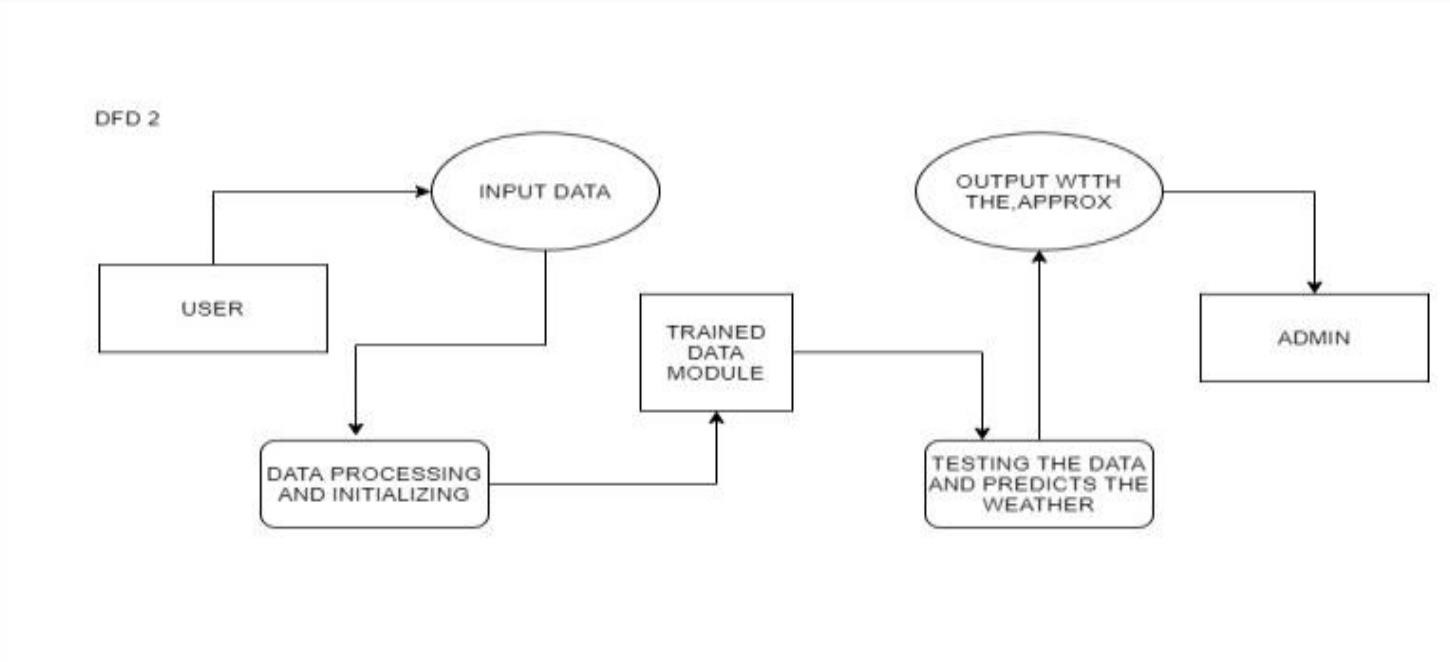 DFD 2
INPUT DATA
USER
DATA PROCESSING
AND INITIALIZING
TRAINED
DATA
MODULE
TESTING THE DATA
AND PREDICTS THE
WEATHER
OUTPUT WTTH
THE,APPROX
ADMIN